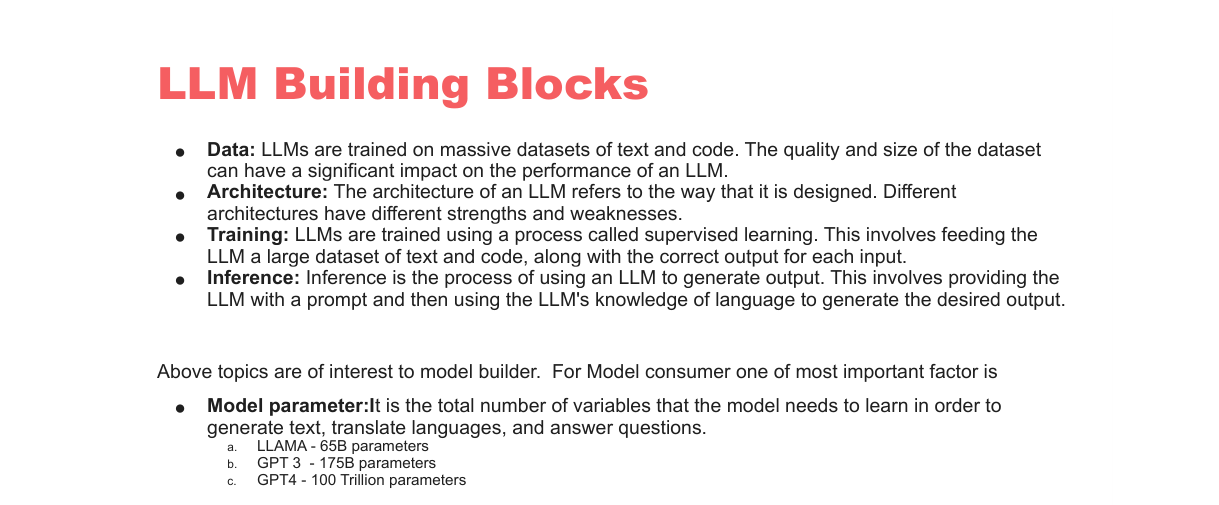 LLM Building Blocks
● Data: LLMs are trained on massive datasets of text and code. The quality and size of the dataset
can have a significant impact on the performance of an LLM.
● Architecture: The architecture of an LLM refers to the way that it is designed. Different
architectures have different strengths and weaknesses.
● Training: LLMs are trained using a process called supervised learning. This involves feeding the
LLM a large dataset of text and code, along with the correct output for each input.
● Inference: Inference is the process of using an LLM to generate output. This involves providing the
LLM with a prompt and then using the LLM's knowledge of language to generate the desired output.
Above topics are of interest to model builder.  For Model consumer one of most important factor is
● Model parameter:It is the total number of variables that the model needs to learn in order to
generate text, translate languages, and answer questions.
a. LLAMA - 65B parameters
b. GPT 3  - 175B parameters
c. GPT4 - 100 Trillion parameters